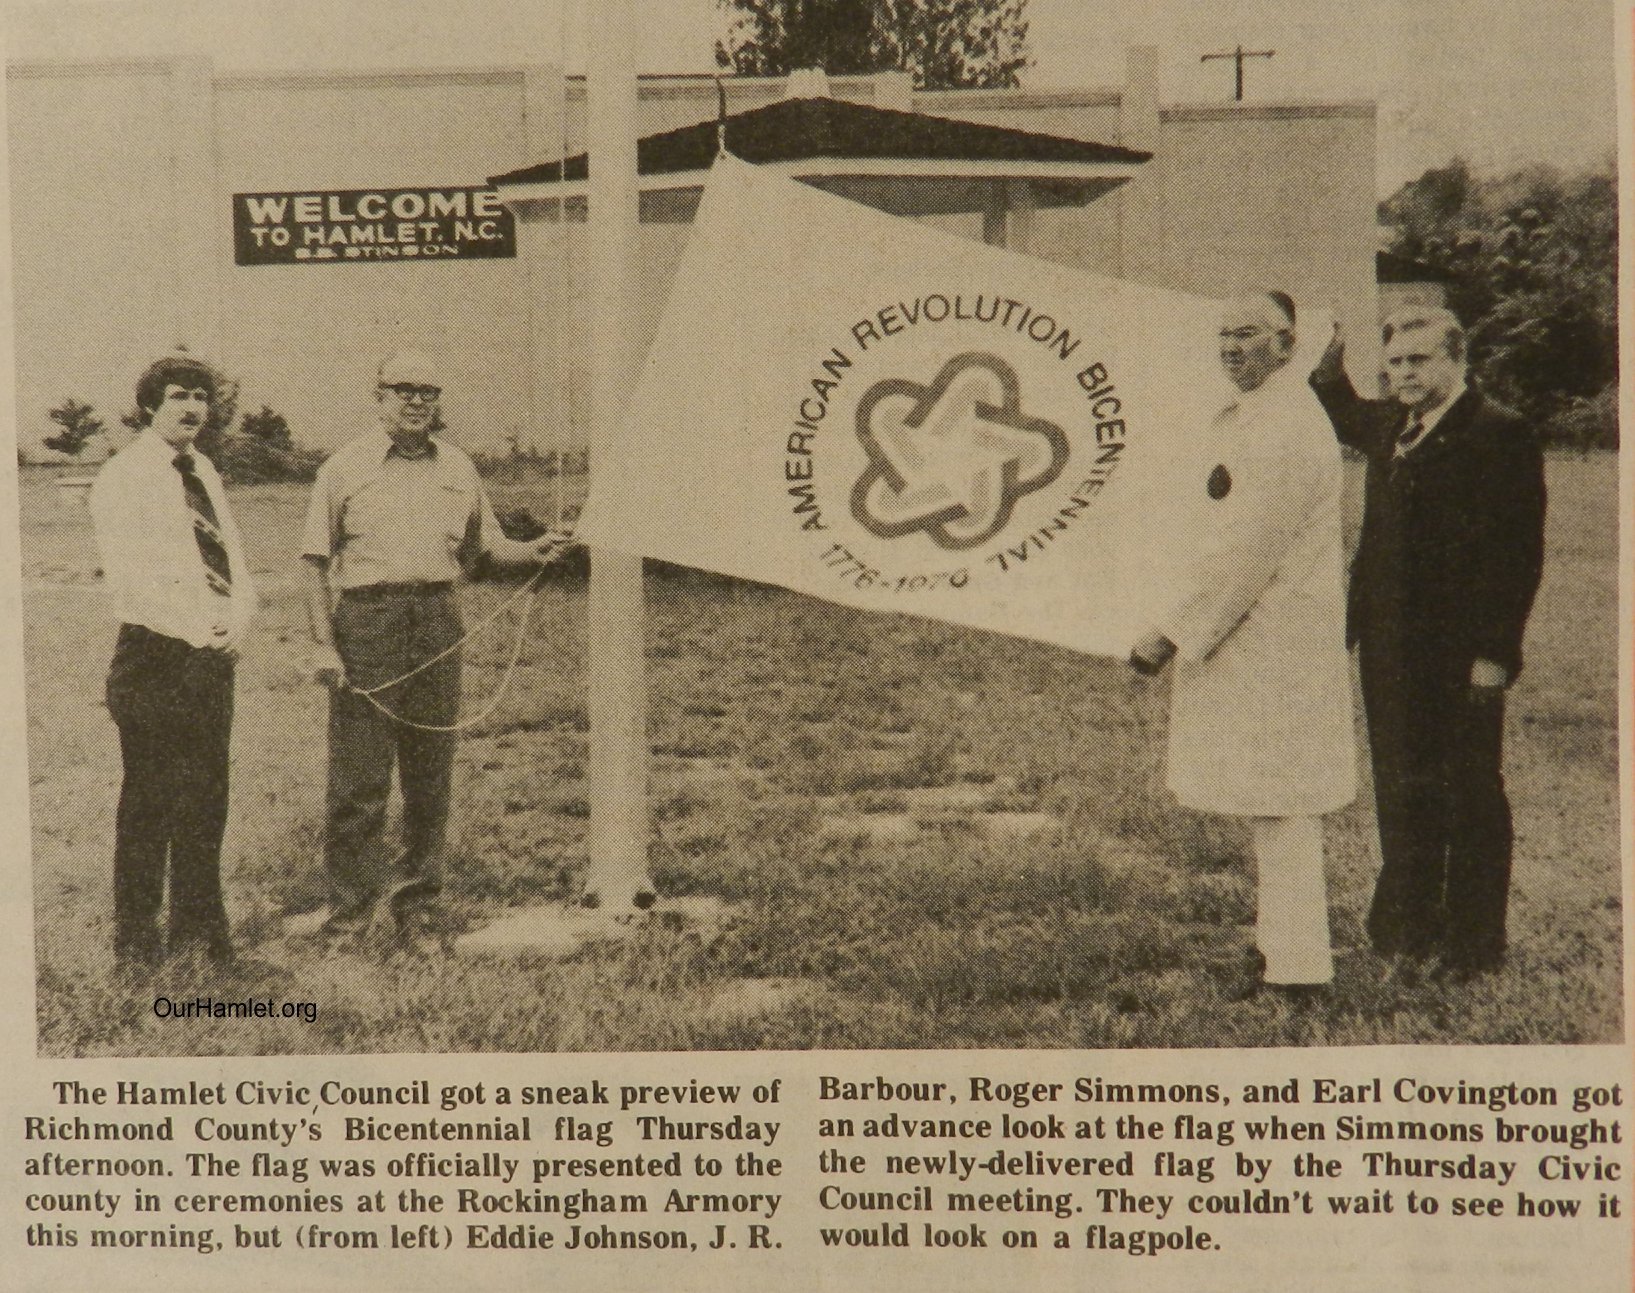 WELCOME
TO HAMLET, N.C.
S.B. STINSON
AMERICAN REVOLUTION BICENTENNIAL
1776-1976
OurHamlet.org
The Hamlet Civic Council got a sneak preview of
Richmond County's Bicentennial flag Thursday
afternoon. The flag was officially presented to the
county in ceremonies at the Rockingham Armory
this morning, but (from left) Eddie Johnson, J. R.
Barbour, Roger Simmons, and Earl Covington got
an advance look at the flag when Simmons brought
the newly-delivered flag by the Thursday Civic
Council meeting. They couldn't wait to see how it
would look on a flagpole.